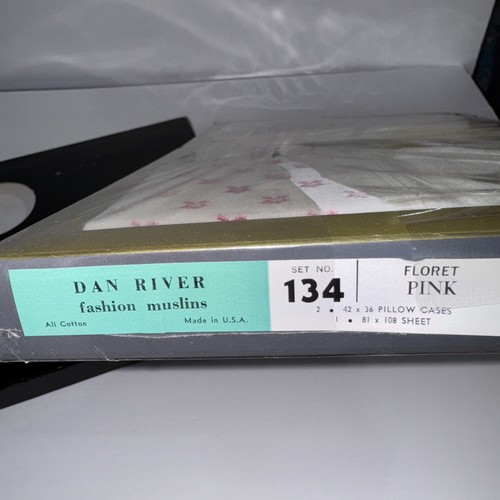 DAN RIVER
fashion muslins
All Cotton Made in U.S.A.
SET NO.
134
FLORET
PINK
2 • 42 x 36 PILLOW CASES
1 • 81 x 108 SHEET